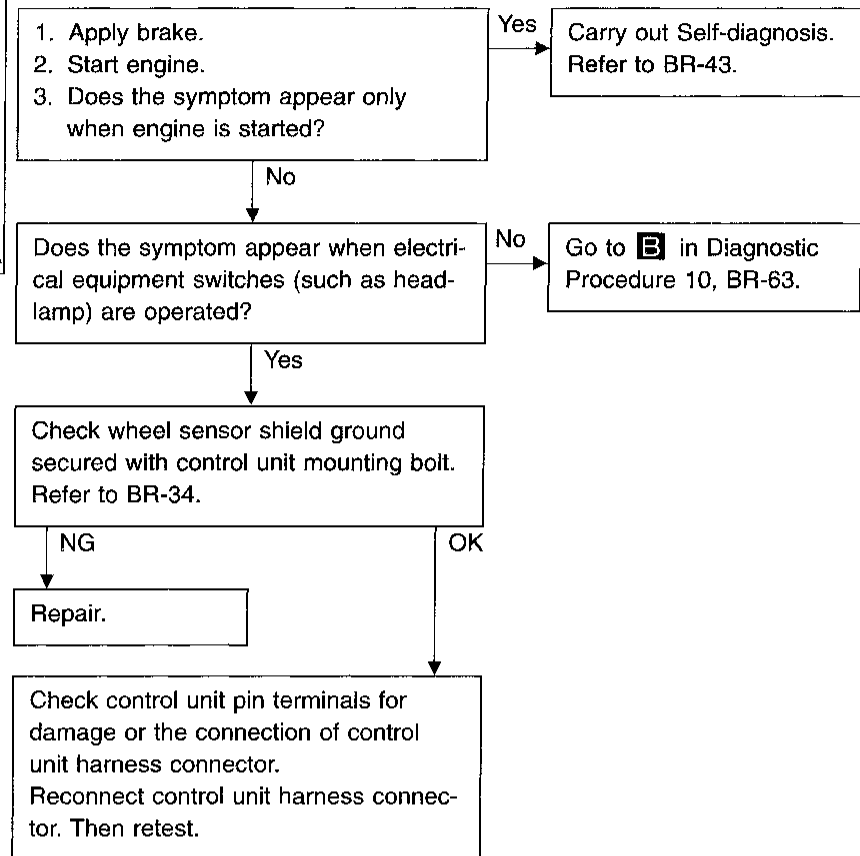 1. Apply brake.
2. Start engine.
3. Does the symptom appear only
when engine is started?
Yes
Carry out Self-diagnosis.
Refer to BR-43.
No
Does the symptom appear when electri-
cal equipment switches (such as head-
lamp) are operated?
No
Go to B in Diagnostic
Procedure 10, BR-63.
Yes
Check wheel sensor shield ground
secured with control unit mounting bolt.
Refer to BR-34.
NG
OK
Repair.
Check control unit pin terminals for
damage or the connection of control
unit harness connector.
Reconnect control unit harness connec-
tor. Then retest.